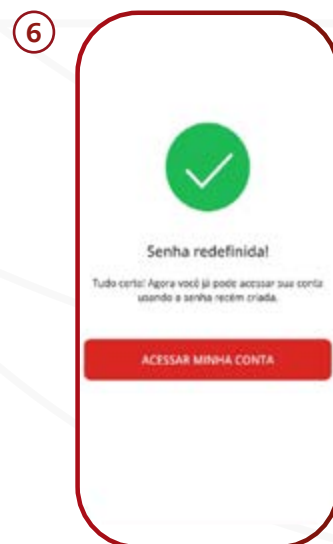 6
Senha redefinida!
Tudo certo! Agora você já pode acessar sua conta
usando a senha recém criada.
ACESSAR MINHA CONTA